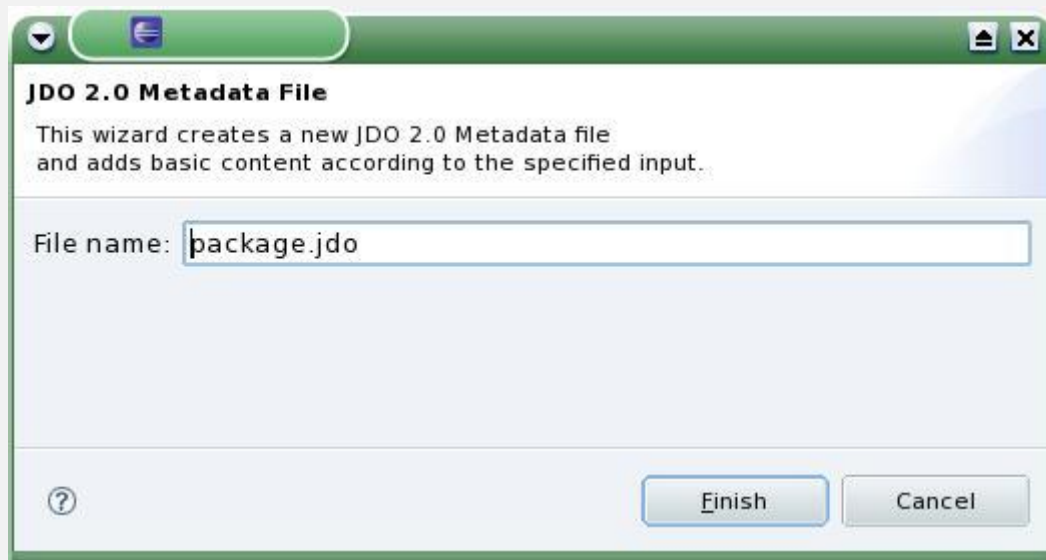 JDO 2.0 Metadata File
This wizard creates a new JDO 2.0 Metadata file
and adds basic content according to the specified input.
File name: package.jdo
? Finish Cancel